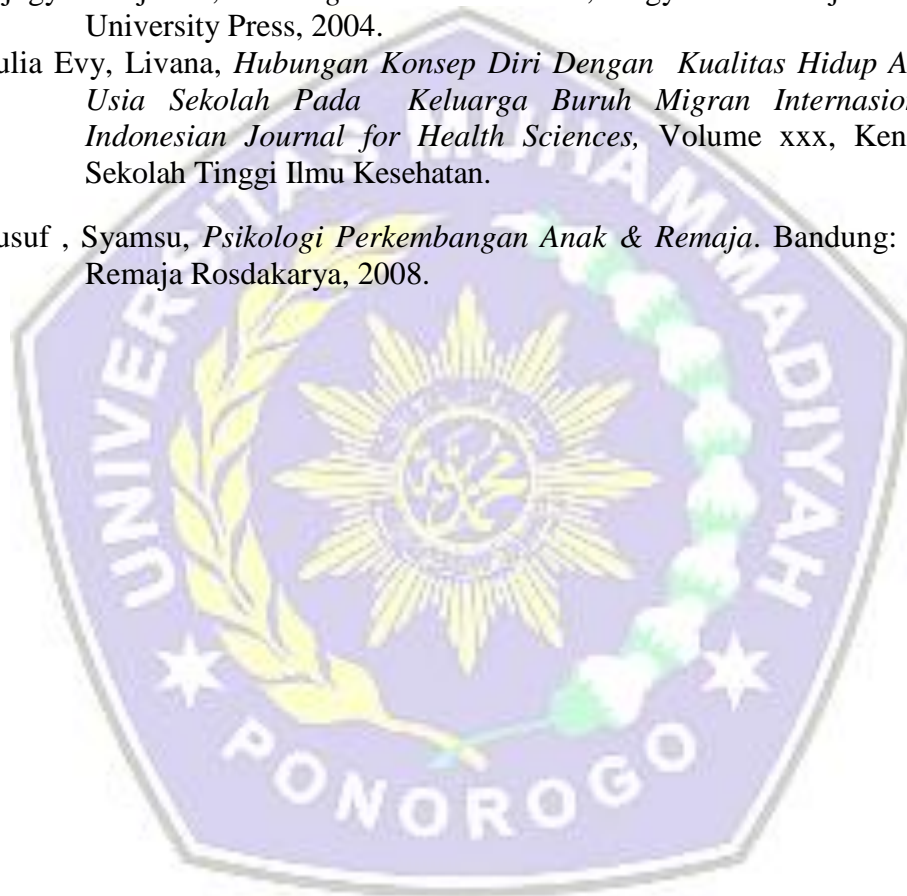 University Press, 2004.
ulia Evy, Livana, Hubungan Konsep Diri Dengan Kualitas Hidup A
Usia Sekolah Pada Keluarga Buruh Migran Internasion
Indonesian Journal for Health Sciences, Volume xxx, Ken
Sekolah Tinggi Ilmu Kesehatan.
usuf , Syamsu, Psikologi Perkembangan Anak & Remaja. Bandung:
Remaja Rosdakarya, 2008.
UNIVERSITAS MUHAMMADIYAH
PONOROGO